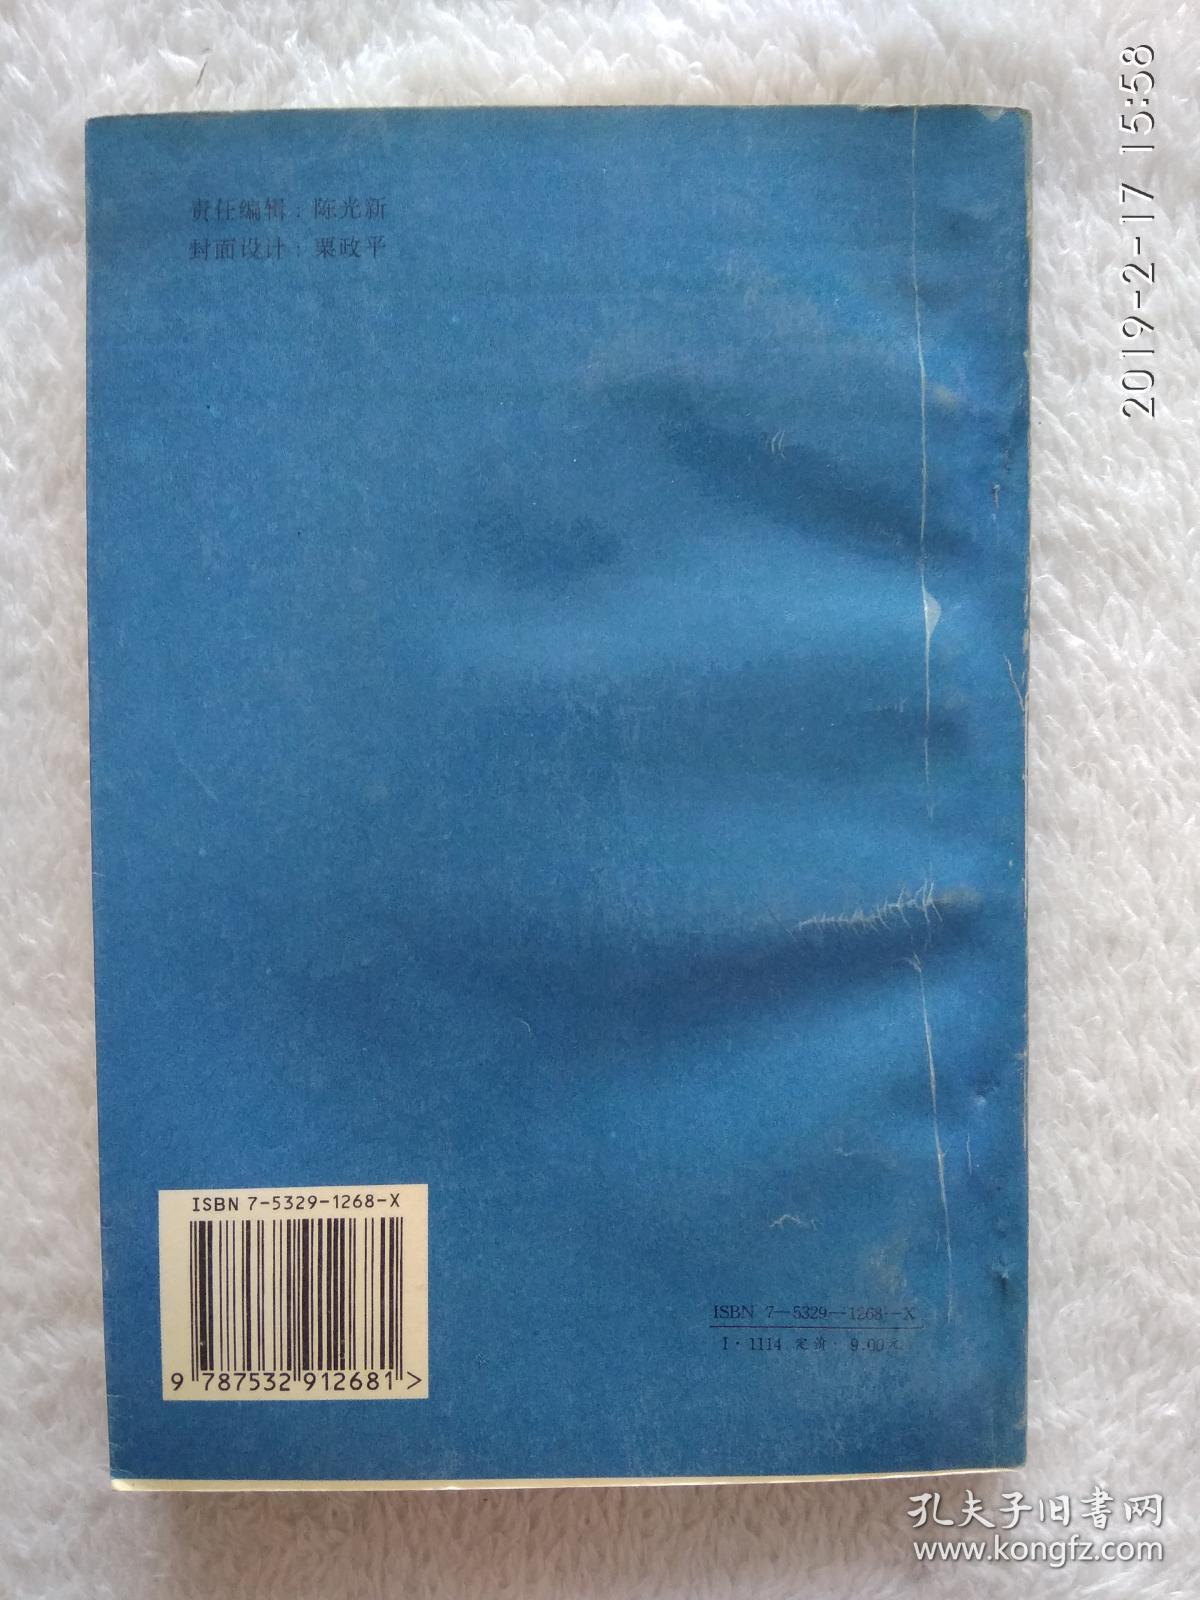 2019-2-17 15:58
责任编辑：陈光新
封面设计：栗政平
ISBN 7-5329-1268-X
9 787532 912681 >
ISBN 7—5329—1268—X
I·1114 定价：9.00元
孔夫子旧书网
www.kongfz.com